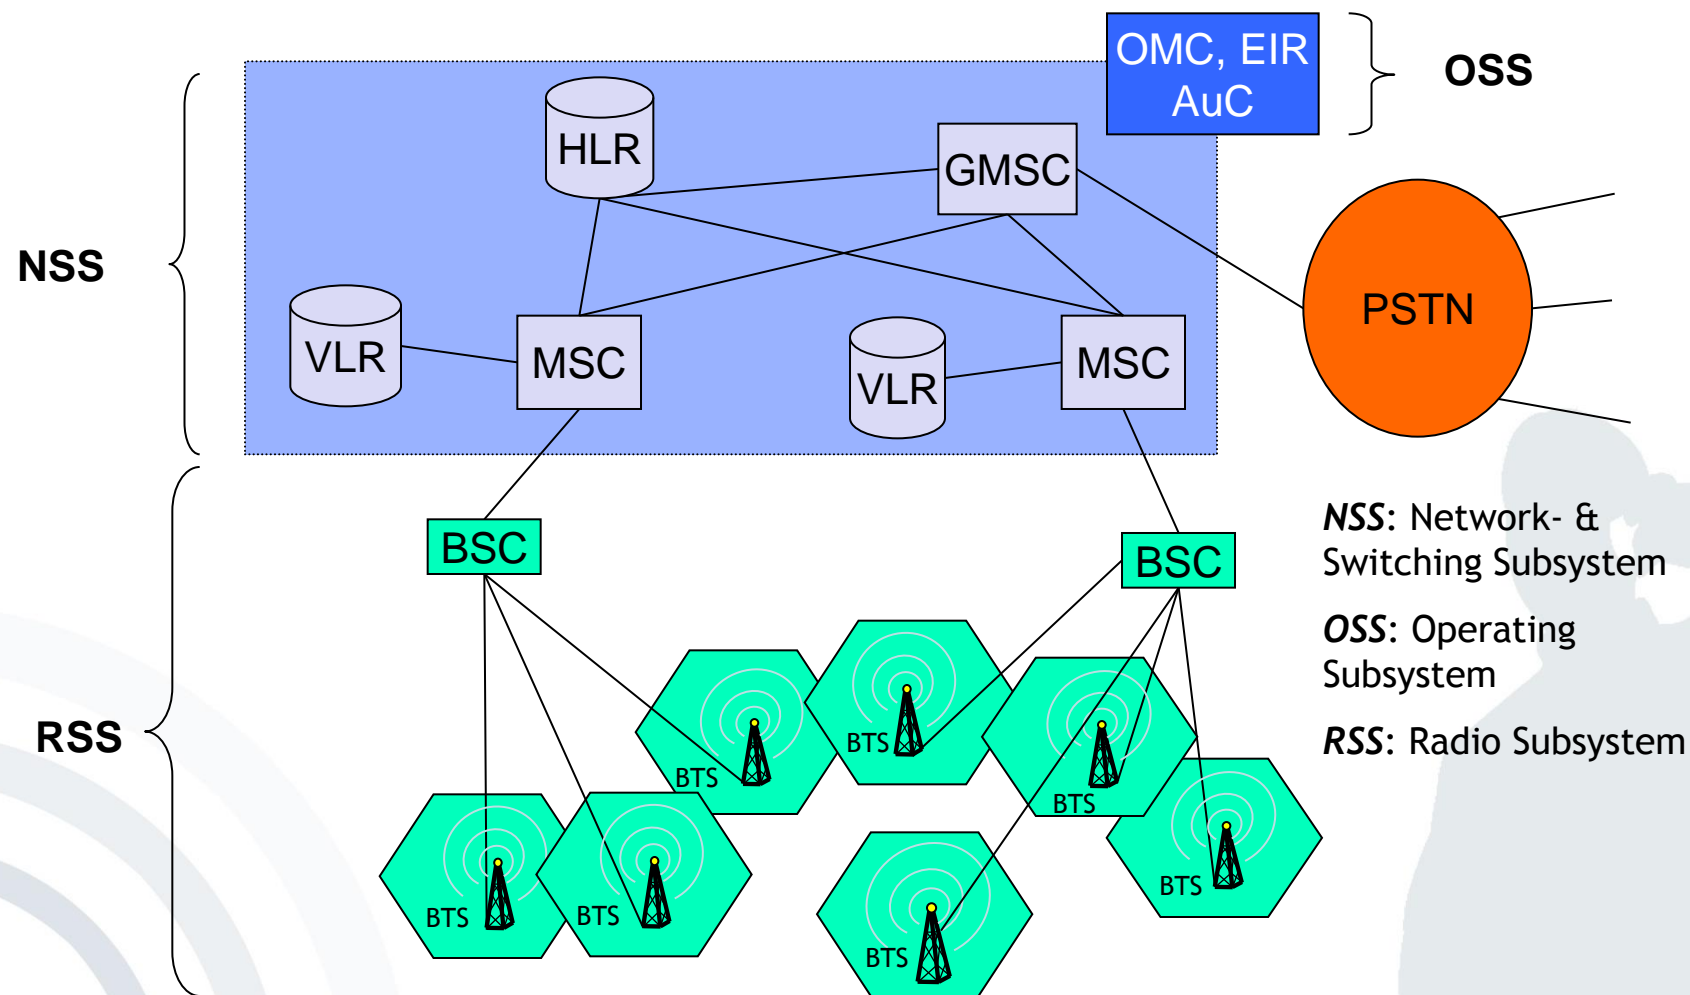 OMC, EIR
AuC
OSS
HLR
GMSC
NSS
PSTN
VLR
MSC
VLR
MSC
BSC
BSC
NSS: Network- &
Switching Subsystem
OSS: Operating
Subsystem
RSS: Radio Subsystem
RSS
BTS
BTS
BTS
BTS
BTS
BTS
BTS